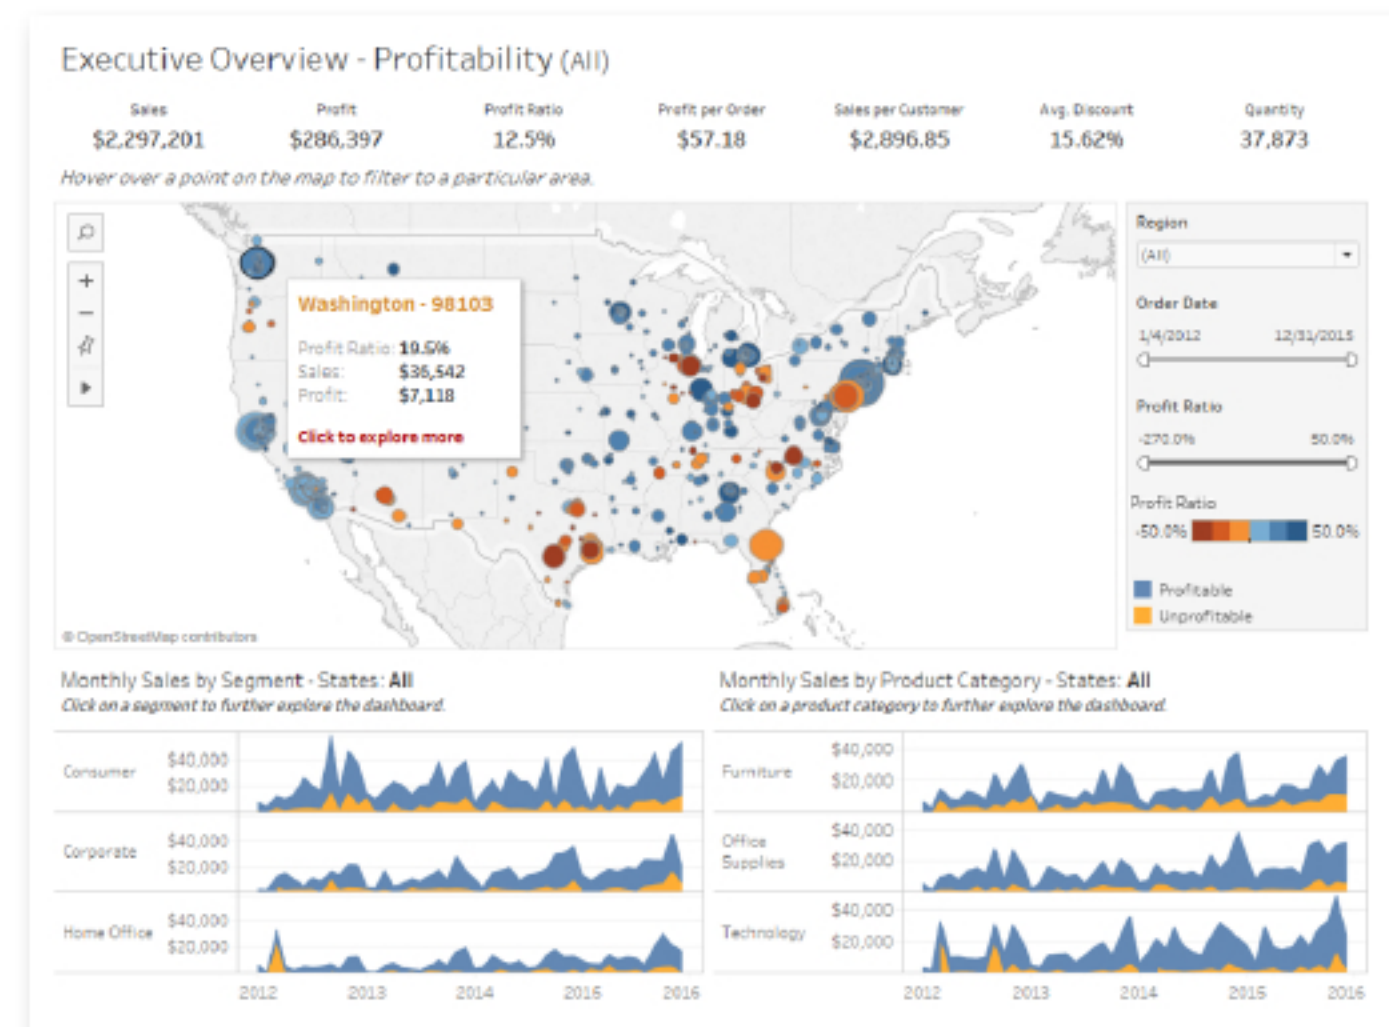 Executive Overview - Profitability (All)
Sales Profit Profit Ratio Profit per Order Sales per Customer Avg. Discount Quantity
$2,297,201 $286,397 12.5% $57.18 $2,896.85 15.62% 37,873
Hover over a point on the map to filter to a particular area.
Washington - 98103
Profit Ratio: 19.5%
Sales: $36,542
Profit: $7,118
Click to explore more
© OpenStreetMap contributors
Region
(All)
Order Date
1/4/2012 12/31/2015
Profit Ratio
-270.0% 50.0%
Profit Ratio
-50.0% 50.0%
Profitable
Unprofitable
Monthly Sales by Segment - States: All
Click on a segment to further explore the dashboard.
Consumer
$40,000
$20,000
Corporate
$40,000
$20,000
Home Office
$40,000
$20,000
2012 2013 2014 2015 2016
Monthly Sales by Product Category - States: All
Click on a product category to further explore the dashboard.
Furniture
$40,000
$20,000
Office
Supplies
$40,000
$20,000
Technology
$40,000
$20,000
2012 2013 2014 2015 2016